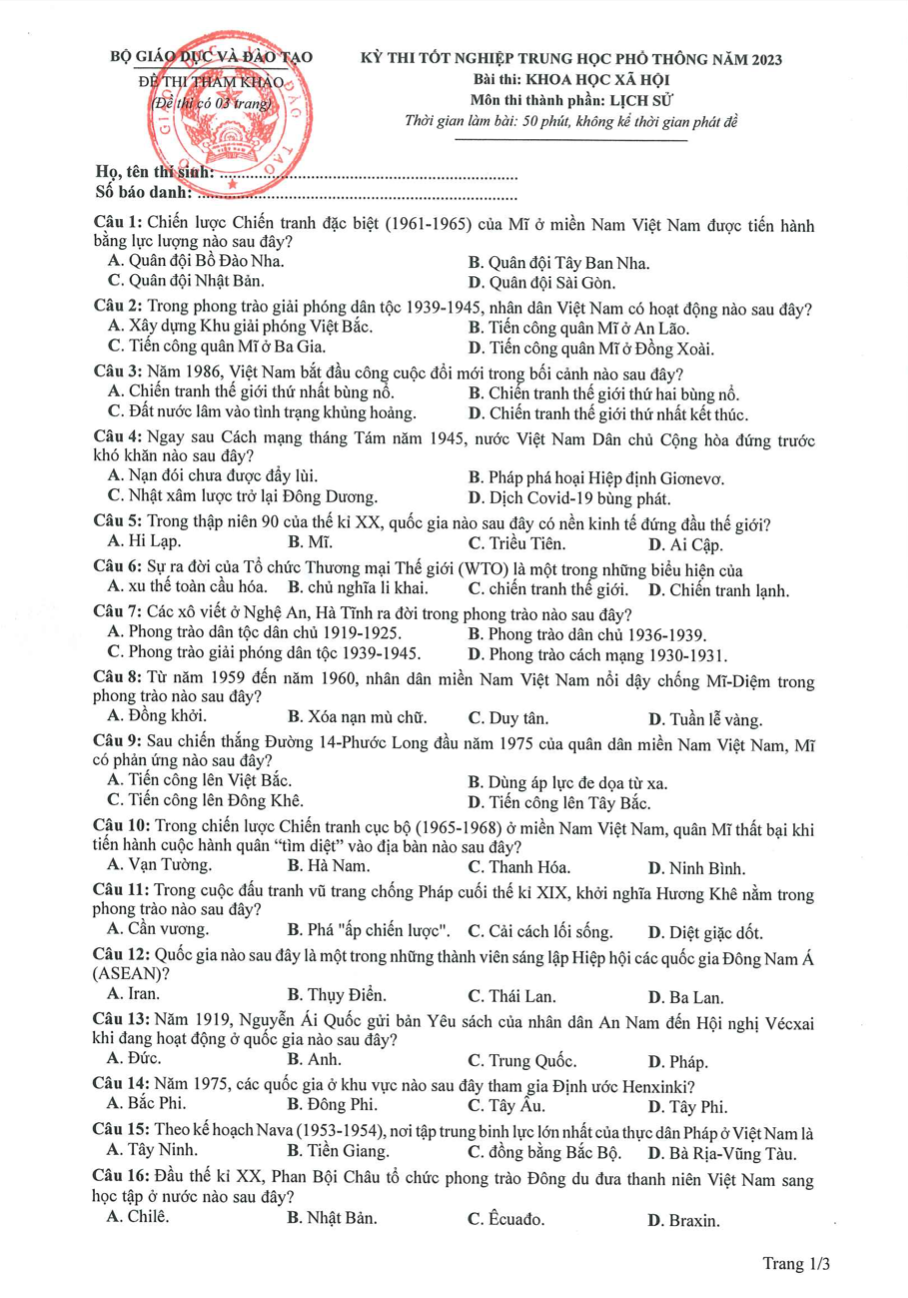 BỘ GIÁO DỤC VÀ ĐÀO TẠO
ĐỀ THI THAM KHẢO
(Đề thi có 03 trang)
KỲ THI TỐT NGHIỆP TRUNG HỌC PHỔ THÔNG NĂM 2023
Bài thi: KHOA HỌC XÃ HỘI
Môn thi thành phần: LỊCH SỬ
Thời gian làm bài: 50 phút, không kể thời gian phát đề
Họ, tên thí sinh: ..............................................................
Số báo danh: ..................................................................
Câu 1: Chiến lược Chiến tranh đặc biệt (1961-1965) của Mĩ ở miền Nam Việt Nam được tiến hành
bằng lực lượng nào sau đây?
A. Quân đội Bồ Đào Nha. B. Quân đội Tây Ban Nha.
C. Quân đội Nhật Bản. D. Quân đội Sài Gòn.
Câu 2: Trong phong trào giải phóng dân tộc 1939-1945, nhân dân Việt Nam có hoạt động nào sau đây?
A. Xây dựng Khu giải phóng Việt Bắc. B. Tiến công quân Mĩ ở An Lão.
C. Tiến công quân Mĩ ở Ba Gia. D. Tiến công quân Mĩ ở Đồng Xoài.
Câu 3: Năm 1986, Việt Nam bắt đầu công cuộc đổi mới trong bối cảnh nào sau đây?
A. Chiến tranh thế giới thứ nhất bùng nổ. B. Chiến tranh thế giới thứ hai bùng nổ.
C. Đất nước lâm vào tình trạng khủng hoảng. D. Chiến tranh thế giới thứ nhất kết thúc.
Câu 4: Ngay sau Cách mạng tháng Tám năm 1945, nước Việt Nam Dân chủ Cộng hòa đứng trước
khó khăn nào sau đây?
A. Nạn đói chưa được đẩy lùi. B. Pháp phá hoại Hiệp định Giơnevơ.
C. Nhật xâm lược trở lại Đông Dương. D. Dịch Covid-19 bùng phát.
Câu 5: Trong thập niên 90 của thế kỉ XX, quốc gia nào sau đây có nền kinh tế đứng đầu thế giới?
A. Hi Lạp. B. Mĩ. C. Triều Tiên. D. Ai Cập.
Câu 6: Sự ra đời của Tổ chức Thương mại Thế giới (WTO) là một trong những biểu hiện của
A. xu thế toàn cầu hóa. B. chủ nghĩa li khai. C. chiến tranh thế giới. D. Chiến tranh lạnh.
Câu 7: Các xô viết ở Nghệ An, Hà Tĩnh ra đời trong phong trào nào sau đây?
A. Phong trào dân tộc dân chủ 1919-1925. B. Phong trào dân chủ 1936-1939.
C. Phong trào giải phóng dân tộc 1939-1945. D. Phong trào cách mạng 1930-1931.
Câu 8: Từ năm 1959 đến năm 1960, nhân dân miền Nam Việt Nam nổi dậy chống Mĩ-Diệm trong
phong trào nào sau đây?
A. Đồng khởi. B. Xóa nạn mù chữ. C. Duy tân. D. Tuần lễ vàng.
Câu 9: Sau chiến thắng Đường 14-Phước Long đầu năm 1975 của quân dân miền Nam Việt Nam, Mĩ
có phản ứng nào sau đây?
A. Tiến công lên Việt Bắc. B. Dùng áp lực đe dọa từ xa.
C. Tiến công lên Đông Khê. D. Tiến công lên Tây Bắc.
Câu 10: Trong chiến lược Chiến tranh cục bộ (1965-1968) ở miền Nam Việt Nam, quân Mĩ thất bại khi
tiến hành cuộc hành quân “tìm diệt” vào địa bàn nào sau đây?
A. Vạn Tường. B. Hà Nam. C. Thanh Hóa. D. Ninh Bình.
Câu 11: Trong cuộc đấu tranh vũ trang chống Pháp cuối thế kỉ XIX, khởi nghĩa Hương Khê nằm trong
phong trào nào sau đây?
A. Cần vương. B. Phá "ấp chiến lược". C. Cải cách lối sống. D. Diệt giặc dốt.
Câu 12: Quốc gia nào sau đây là một trong những thành viên sáng lập Hiệp hội các quốc gia Đông Nam Á
(ASEAN)?
A. Iran. B. Thụy Điển. C. Thái Lan. D. Ba Lan.
Câu 13: Năm 1919, Nguyễn Ái Quốc gửi bản Yêu sách của nhân dân An Nam đến Hội nghị Vécxai
khi đang hoạt động ở quốc gia nào sau đây?
A. Đức. B. Anh. C. Trung Quốc. D. Pháp.
Câu 14: Năm 1975, các quốc gia ở khu vực nào sau đây tham gia Định ước Henxinki?
A. Bắc Phi. B. Đông Phi. C. Tây Âu. D. Tây Phi.
Câu 15: Theo kế hoạch Nava (1953-1954), nơi tập trung binh lực lớn nhất của thực dân Pháp ở Việt Nam là
A. Tây Ninh. B. Tiền Giang. C. đồng bằng Bắc Bộ. D. Bà Rịa-Vũng Tàu.
Câu 16: Đầu thế kỉ XX, Phan Bội Châu tổ chức phong trào Đông du đưa thanh niên Việt Nam sang
học tập ở nước nào sau đây?
A. Chilê. B. Nhật Bản. C. Êcuađo. D. Braxin.
Trang 1/3